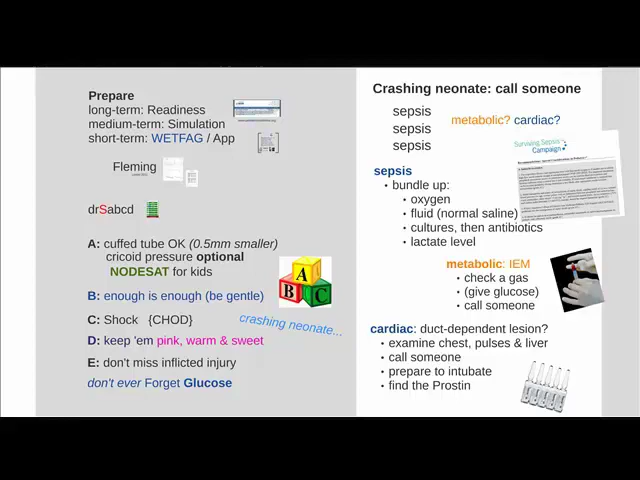 Prepare
long-term: Readiness
medium-term: Simulation
short-term: WETFAG / App
Fleming
drSabcd
A: cuffed tube OK (0.5mm smaller)
cricoid pressure optional
NODESAT for kids
B: enough is enough (be gentle)
C: Shock {CHOD}
crashing neonate...
D: keep 'em pink, warm & sweet
E: don't miss inflicted injury
don't ever Forget Glucose
A
B C
Crashing neonate: call someone
sepsis
sepsis
sepsis
metabolic? cardiac?
Surviving Sepsis
Campaign
sepsis
• bundle up:
• oxygen
• fluid (normal saline)
• cultures, then antibiotics
• lactate level
metabolic: IEM
• check a gas
• (give glucose)
• call someone
cardiac: duct-dependent lesion?
• examine chest, pulses & liver
• call someone
• prepare to intubate
• find the Prostin